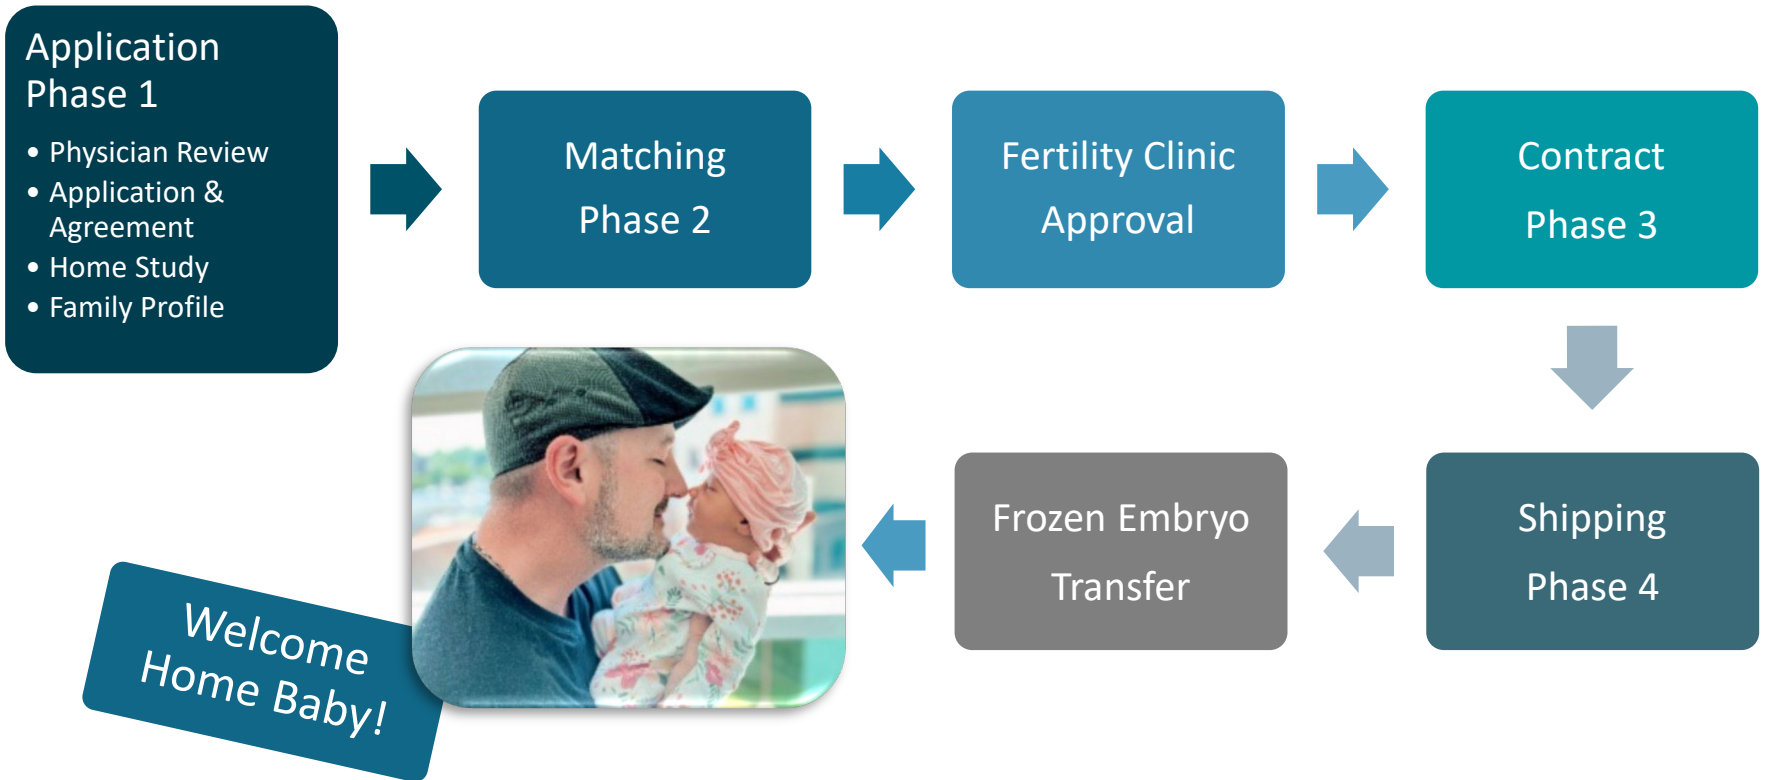 Application
Phase 1
• Physician Review
• Application &
Agreement
• Home Study
• Family Profile
Matching
Phase 2
Fertility Clinic
Approval
Contract
Phase 3
Shipping
Phase 4
Frozen Embryo
Transfer
Welcome
Home Baby!